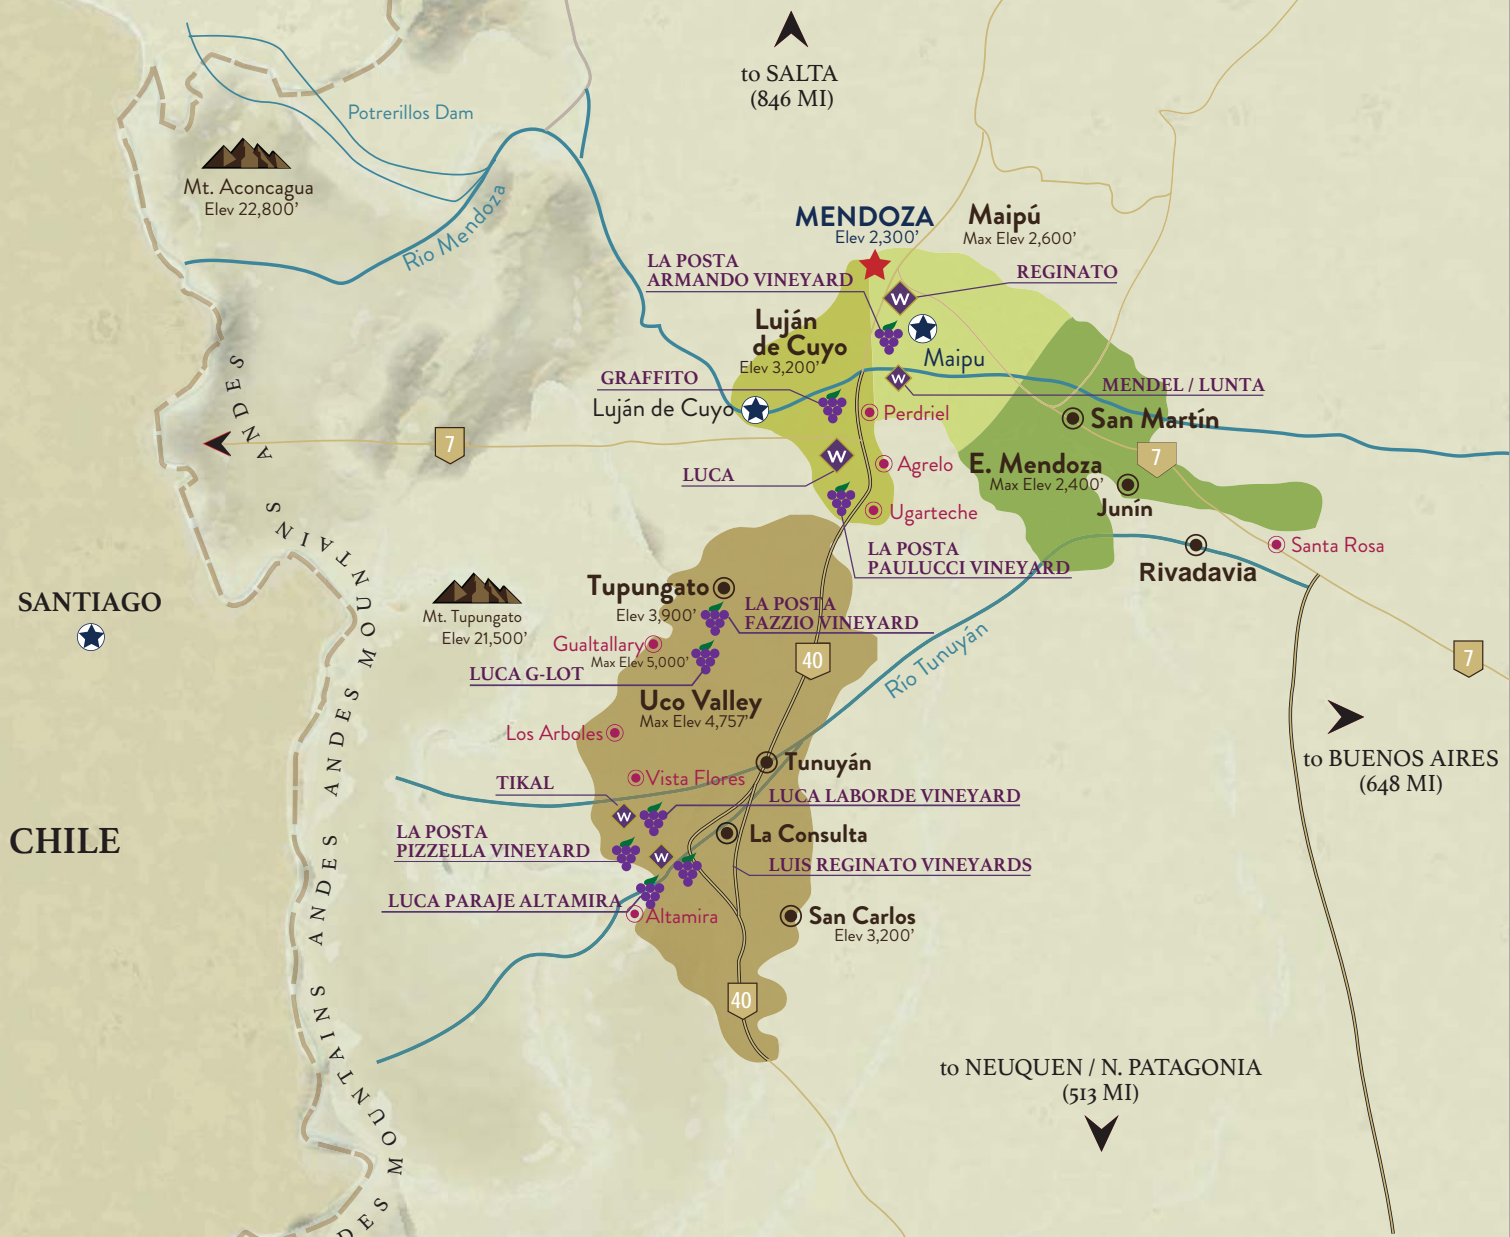 to SALTA
(846 MI)
Potrerillos Dam
Mt. Aconcagua
Elev 22,800’
Rio Mendoza
MENDOZA
Elev 2,300’
Maipú
Max Elev 2,600’
LA POSTA
ARMANDO VINEYARD
REGINATO
W
Luján
de Cuyo
Elev 3,200’
Maipu
GRAFFITO
W
MENDEL / LUNTA
Luján de Cuyo
Perdriel
San Martín
7
7
W
Agrelo
E. Mendoza
Max Elev 2,400’
LUCA
Junín
Ugarteche
ANDES
MOUNTAINS
LA POSTA
PAULUCCI VINEYARD
Santa Rosa
Rivadavia
SANTIAGO
Tupungato
Elev 3,900’
LA POSTA
FAZZIO VINEYARD
Mt. Tupungato
Elev 21,500’
Gualtallary
Max Elev 5,000’
40
Río Tunuyán
7
LUCA G-LOT
Uco Valley
Max Elev 4,757’
Los Arboles
to BUENOS AIRES
(648 MI)
ANDES
Tunuyán
Vista Flores
TIKAL
LUCA LABORDE VINEYARD
W
CHILE
LA POSTA
PIZZELLA VINEYARD
La Consulta
W
LUIS REGINATO VINEYARDS
ANDES
LUCA PARAJE ALTAMIRA
Altamira
San Carlos
Elev 3,200’
40
MOUNTAINS
to NEUQUEN / N. PATAGONIA
(513 MI)
DES